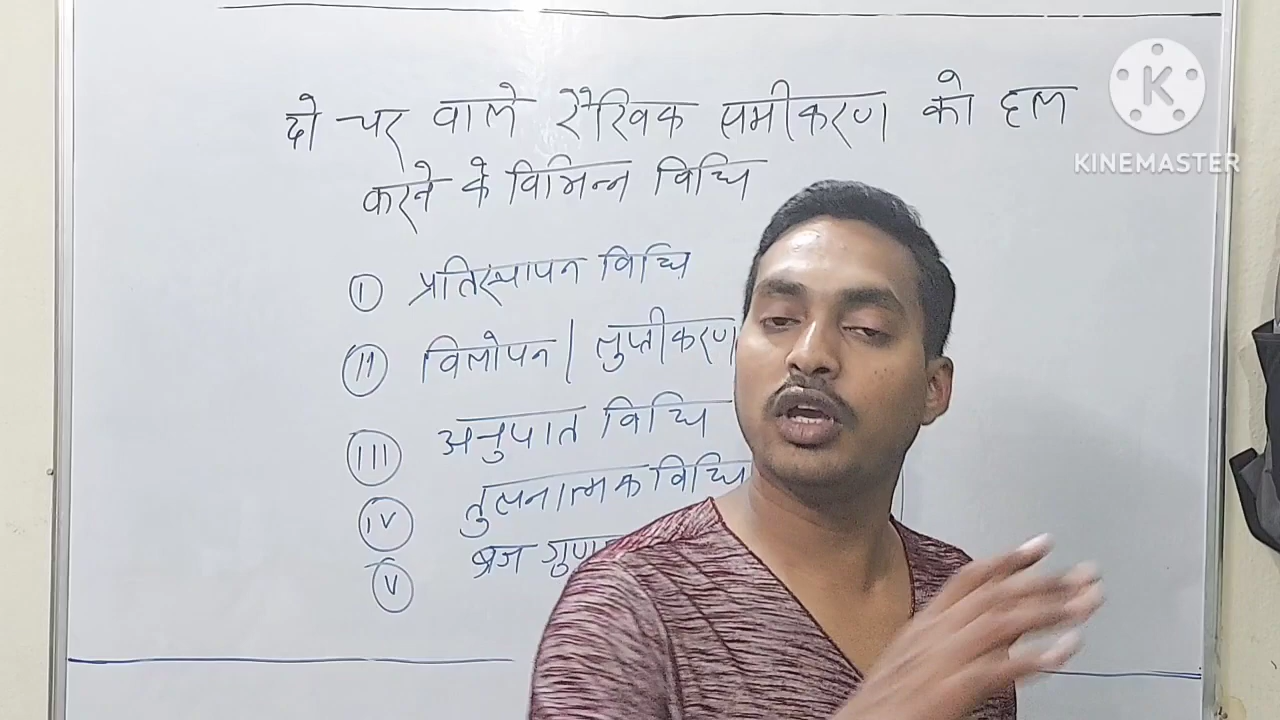 दो चर वाले रैखिक समीकरण को हल
करने के विभिन्न विधि
I प्रतिस्थापन विधि
II विलोपन / लुप्तीकरण
III अनुपात विधि
IV तुलनात्मक विधि
V ब्रज
KINEMASTER